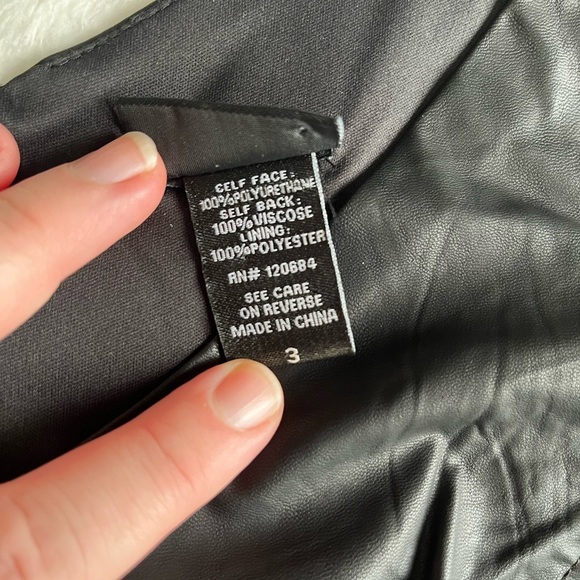 SELF FACE:
100%POLYURETHANE
SELF BACK:
100%VISCOSE
LINING:
100%POLYESTER
RN# 120684
SEE CARE
ON REVERSE
MADE IN CHINA
3